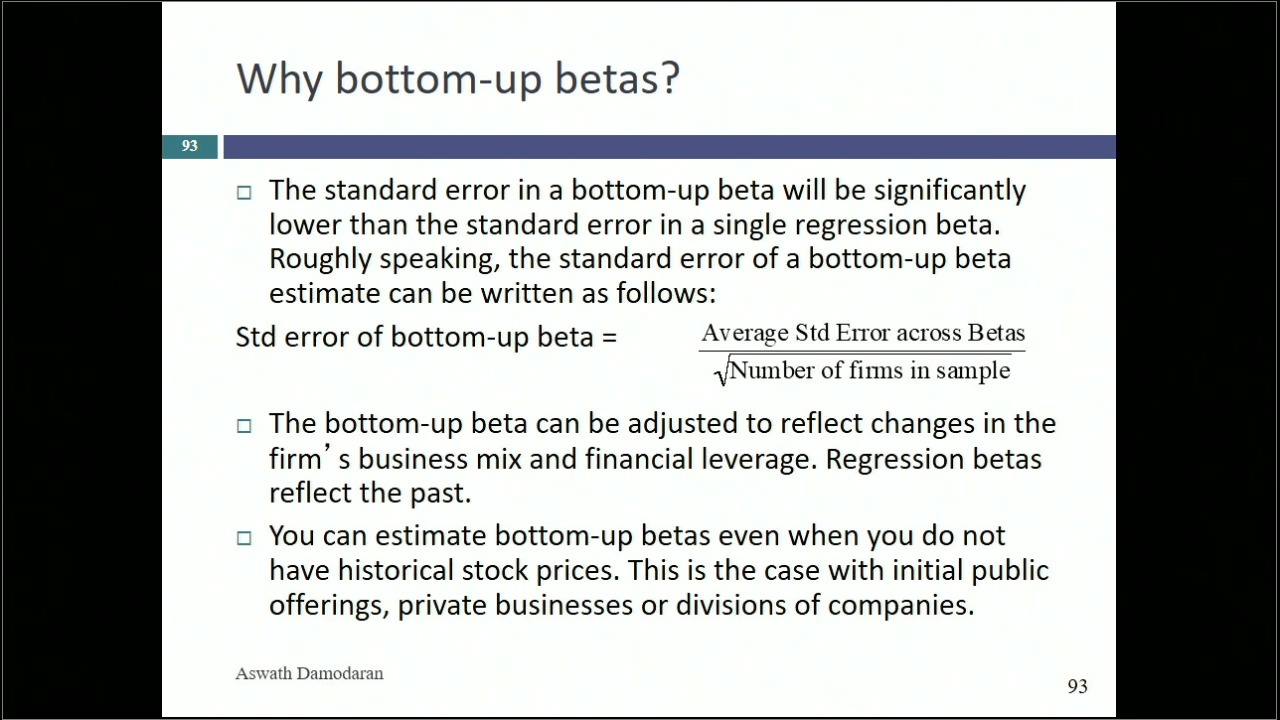 Why bottom-up betas?
93
□ The standard error in a bottom-up beta will be significantly
lower than the standard error in a single regression beta.
Roughly speaking, the standard error of a bottom-up beta
estimate can be written as follows:
Std error of bottom-up beta =
Average Std Error across Betas
√Number of firms in sample
□ The bottom-up beta can be adjusted to reflect changes in the
firm’ s business mix and financial leverage. Regression betas
reflect the past.
□ You can estimate bottom-up betas even when you do not
have historical stock prices. This is the case with initial public
offerings, private businesses or divisions of companies.
Aswath Damodaran
93